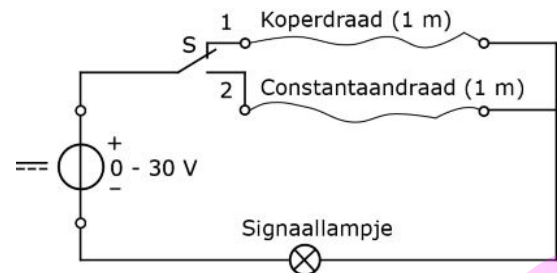 1 Koperdraad (1 m)
S
2 Constantaandraad (1 m)
+
0 - 30 V
−
Signaallampje